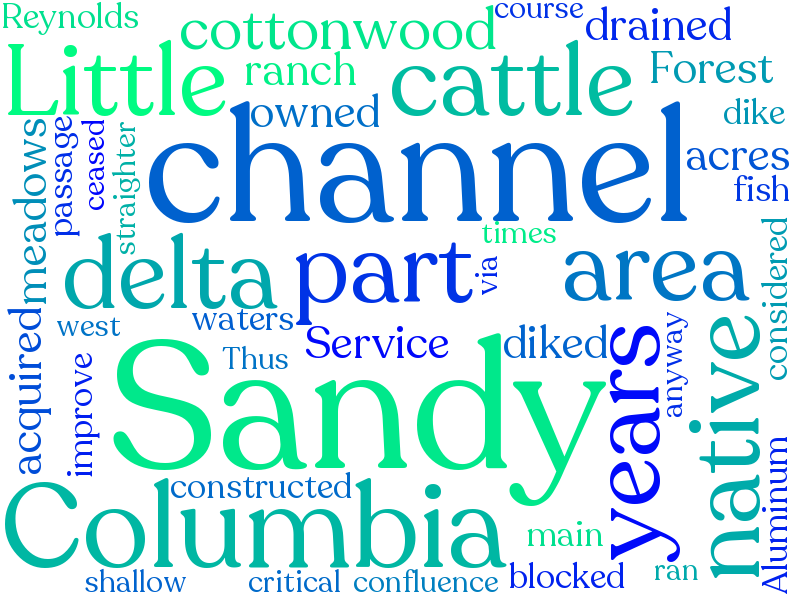 Reynolds
cottonwood
course
drained
Little
ranch
cattle
Forest
owned
dike
channel
acres
fish
meadows
passage
ceased
straighter
times
delta
part
via
area
considered
west
waters
Service
diked
Thus
acquired
improve
Sandy
years
anyway
native
Columbia
constructed
Aluminum
main
ran
shallow
critical
confluence
blocked